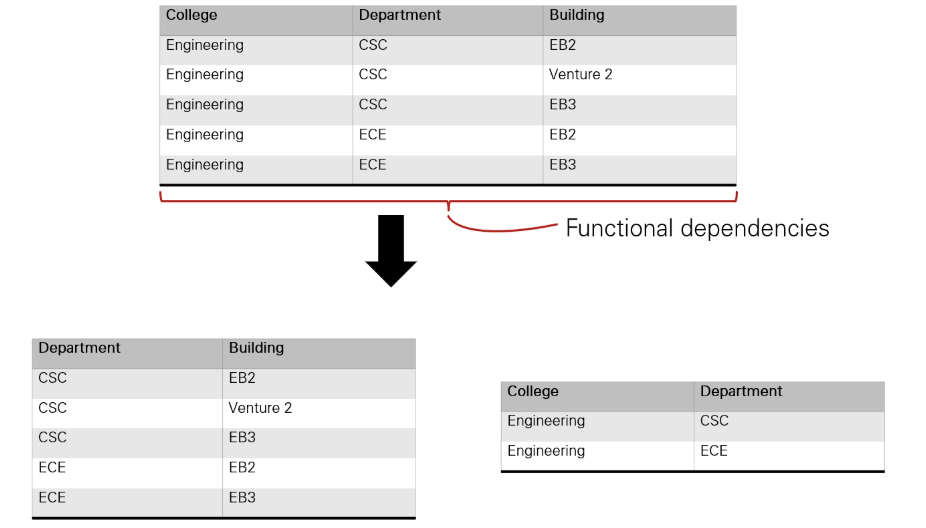 College Department Building
Engineering CSC EB2
Engineering CSC Venture 2
Engineering CSC EB3
Engineering ECE EB2
Engineering ECE EB3
Functional dependencies
Department Building
CSC EB2
CSC Venture 2
CSC EB3
ECE EB2
ECE EB3
College Department
Engineering CSC
Engineering ECE